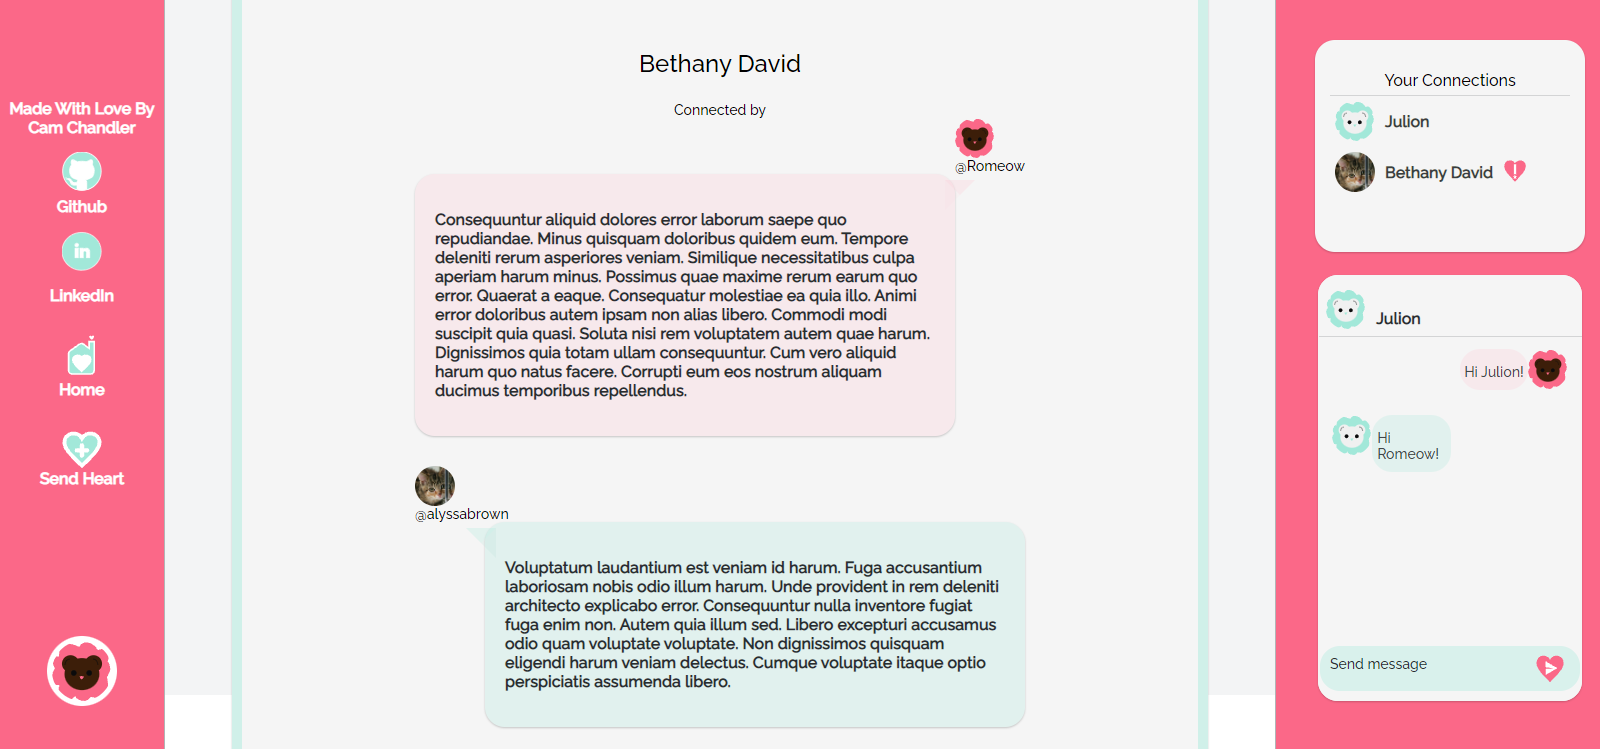 Made With Love By
Cam Chandler
Github
in
LinkedIn
Home
Send Heart
Bethany David
Connected by
@Romeow
Consequuntur aliquid dolores error laborum saepe quo
repudiandae. Minus quisquam doloribus quidem eum. Tempore
deleniti rerum asperiores veniam. Similique necessitatibus culpa
aperiam harum minus. Possimus quae maxime rerum earum quo
error. Quaerat a eaque. Consequatur molestiae ea quia illo. Animi
error doloribus autem ipsam non alias libero. Commodi modi
suscipit quia quasi. Soluta nisi rem voluptatem autem quae harum.
Dignissimos quia totam ullam consequuntur. Cum vero aliquid
harum quo natus facere. Corrupti eum eos nostrum aliquam
ducimus temporibus repellendus.
@alyssabrown
Voluptatum laudantium est veniam id harum. Fuga accusantium
laboriosam nobis odio illum harum. Unde provident in rem deleniti
architecto explicabo error. Consequuntur nulla inventore fugiat
fuga enim non. Autem quia illum sed. Libero excepturi accusamus
odio quam voluptate voluptate. Non dignissimos quisquam
eligendi harum veniam delectus. Cumque voluptate itaque optio
perspiciatis assumenda libero.
Your Connections
Julion
Bethany David !
Julion
Hi Julion!
Hi
Romeow!
Send message